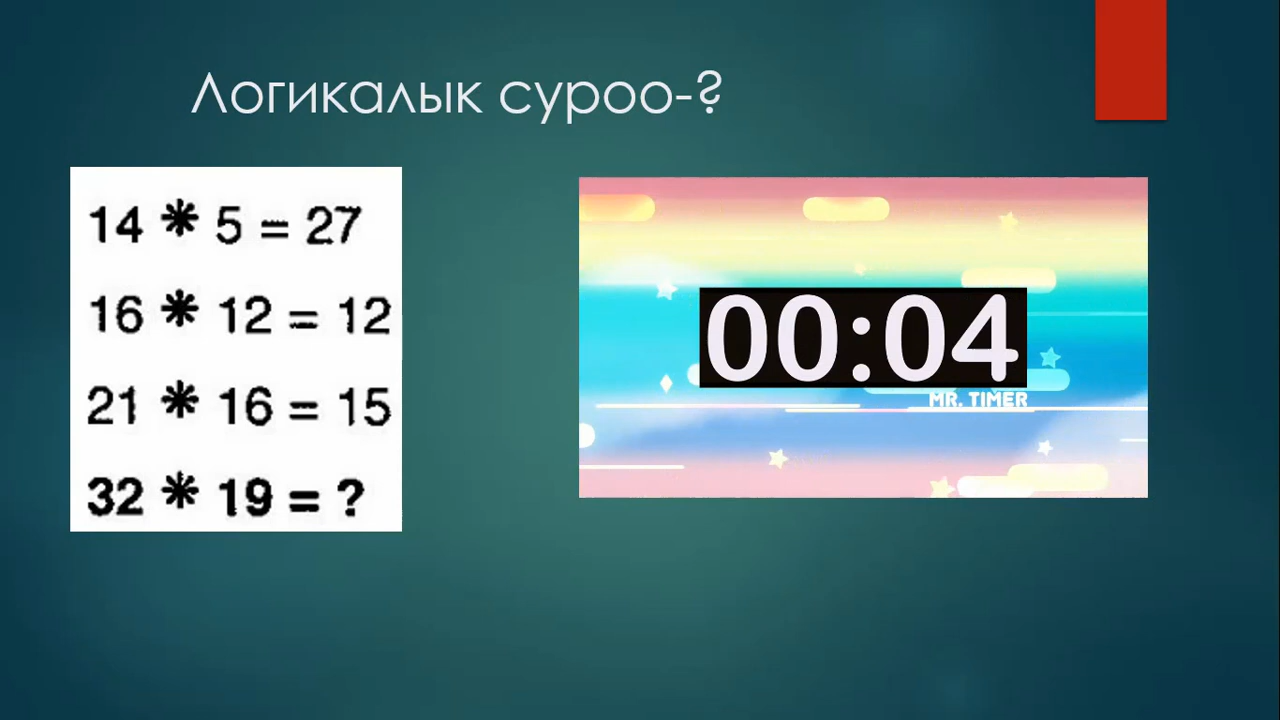 Логикалык суроо-?
14 * 5 = 27
16 * 12 = 12
21 * 16 = 15
32 * 19 = ?
00:04
MR. TIMER